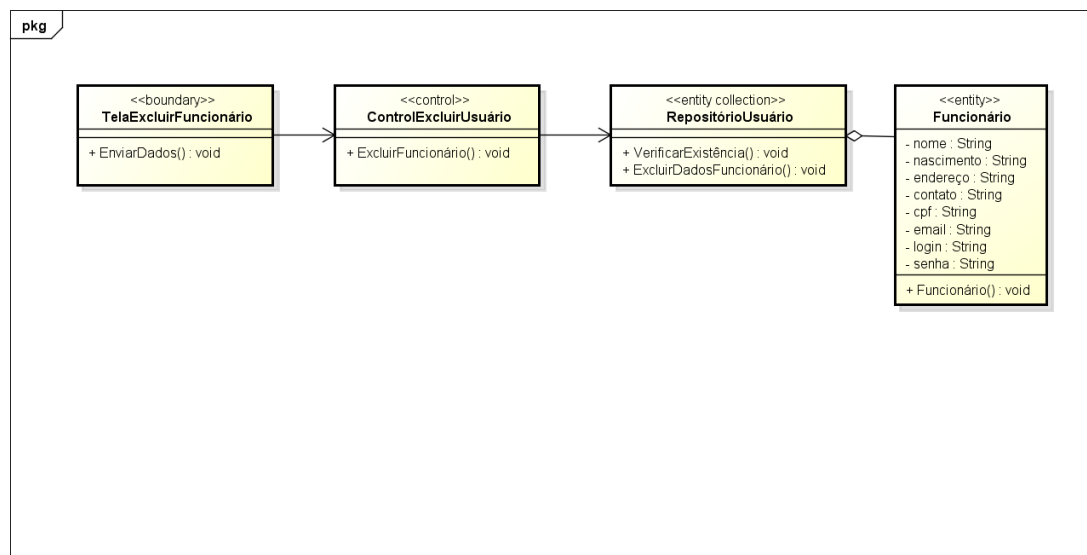 pkg
<<boundary>>
TelaExcluirFuncionário
+ EnviarDados() : void
<<control>>
ControlExcluirUsuário
+ ExcluirFuncionário() : void
<<entity collection>>
RepositórioUsuário
+ VerificarExistência() : void
+ ExcluirDadosFuncionário() : void
<<entity>>
Funcionário
- nome : String
- nascimento : String
- endereço : String
- contato : String
- cpf : String
- email : String
- login : String
- senha : String
+ Funcionário() : void